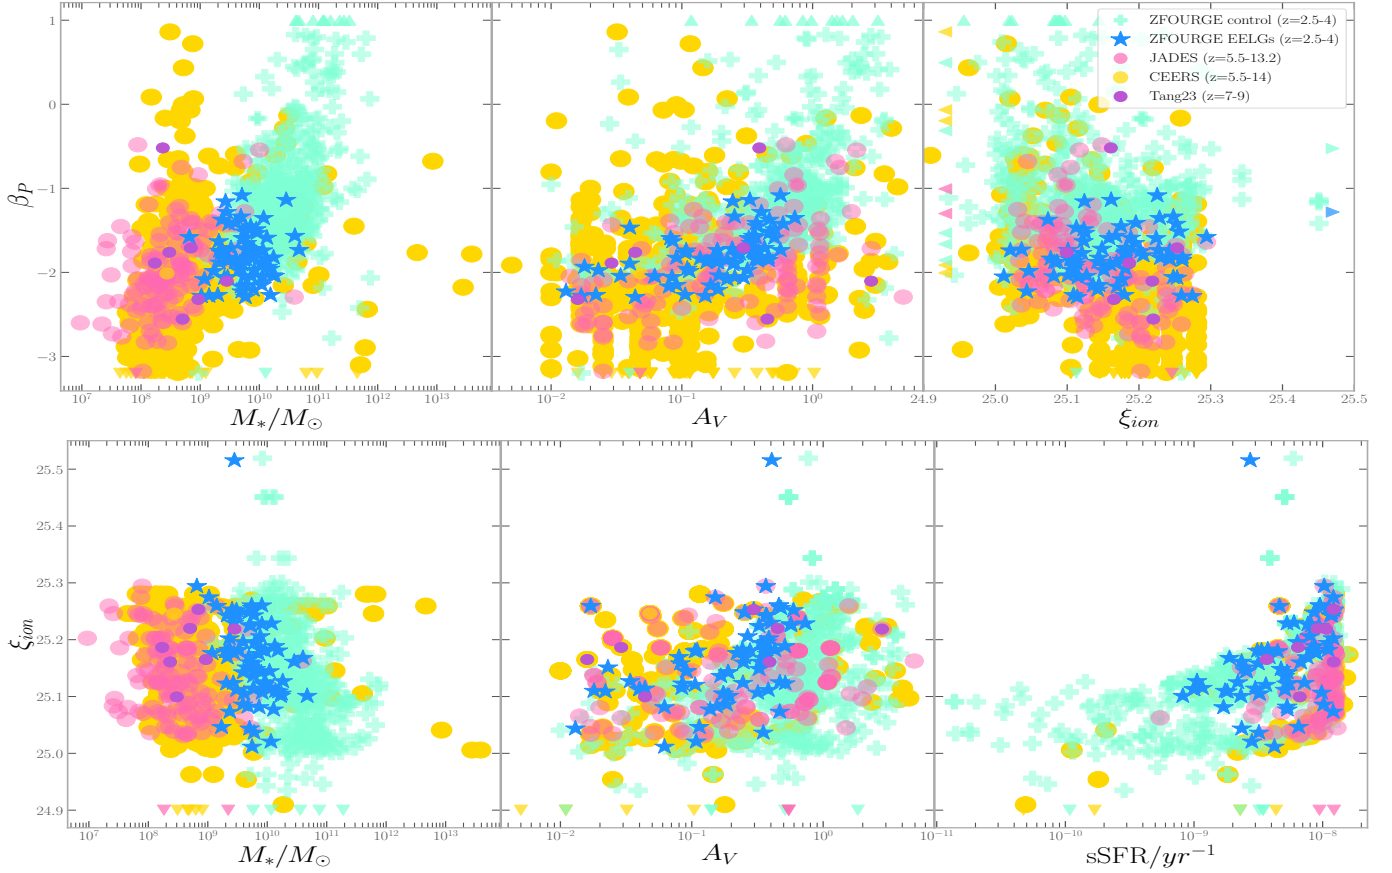 1
0
−1
−2
−3
β_P
10^7 10^8 10^9 10^10 10^11 10^12 10^13
M_*/M_⊙
10^−2 10^−1 10^0
A_V
24.9 25.0 25.1 25.2 25.3 25.4 25.5
ξ_ion
ZFOURGE control (z=2.5-4)
ZFOURGE EELGs (z=2.5-4)
JADES (z=5.5-13.2)
CEERS (z=5.5-14)
Tang23 (z=7-9)
25.5
25.4
25.3
25.2
25.1
25.0
24.9
ξ_ion
10^7 10^8 10^9 10^10 10^11 10^12 10^13
M_*/M_⊙
10^−2 10^−1 10^0
A_V
10^−11 10^−10 10^−9 10^−8
sSFR/yr^−1